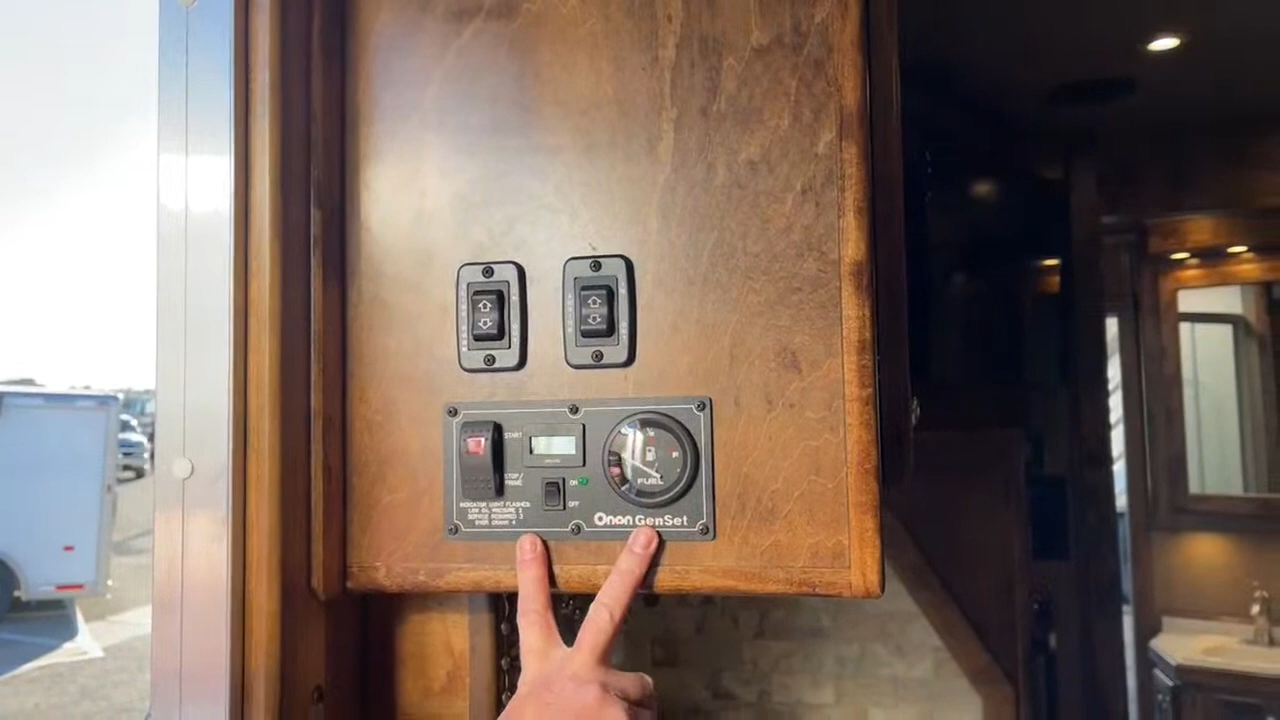 START
STOP/
PRIME
ON
OFF
INDICATOR LIGHT FLASHES
LOW OIL PRESSURE 2
SERVICE REQUIRED 3
OVER CRANK 4
F
FUEL
Onan GenSet